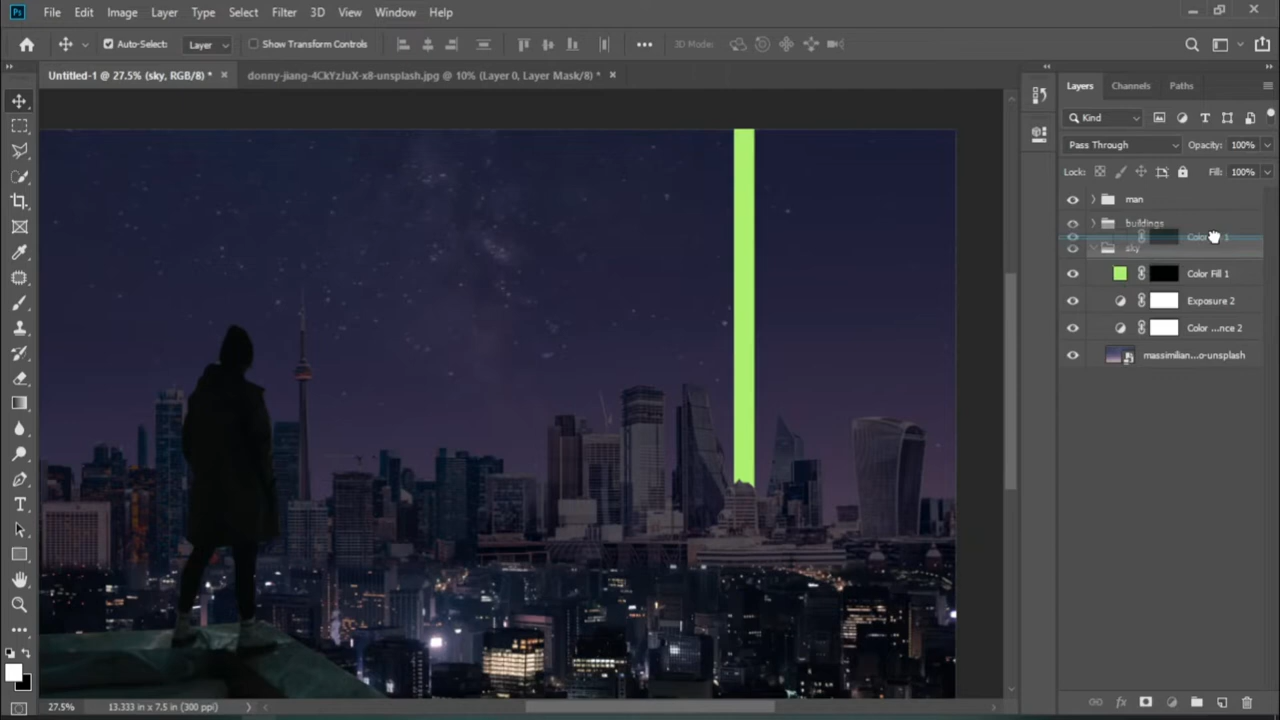 Ps File Edit Image Layer Type Select Filter 3D View Window Help
Auto-Select: Layer Show Transform Controls 3D Mode:
Untitled-1 @ 27.5% (sky, RGB/8) * × donny-jiang-4CkYzJuX-x8-unsplash.jpg @ 10% (Layer 0, Layer Mask/8) * ×
Layers Channels Paths
Kind
Pass Through Opacity: 100%
Lock: Fill: 100%
man
buildings
sky
Color Fill 1
Exposure 2
Color ...nce 2
massimilian...o-unsplash
27.5% 13.333 in x 7.5 in (300 ppi)